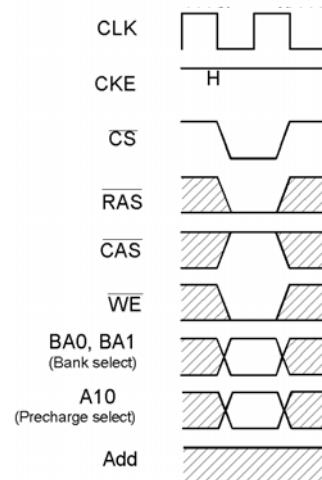 CLK
CKE
H
CS
RAS
CAS
WE
BA0, BA1
(Bank select)
A10
(Precharge select)
Add